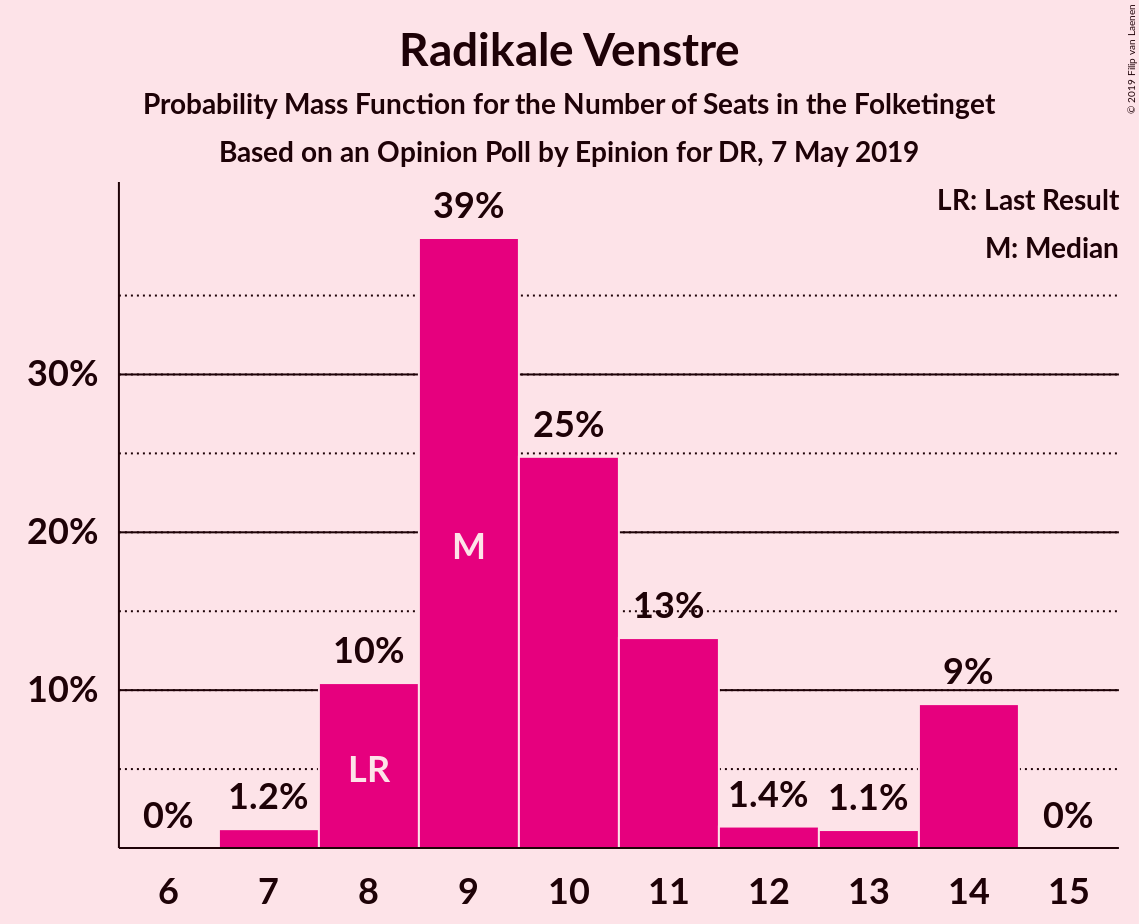 Radikale Venstre
Probability Mass Function for the Number of Seats in the Folketinget
Based on an Opinion Poll by Epinion for DR, 7 May 2019
© 2019 Filip van Laenen
LR: Last Result
M: Median
39%
30%
25%
20%
M
13%
10%
10%
9%
LR
0%
1.2%
1.4%
1.1%
0%
6 7 8 9 10 11 12 13 14 15